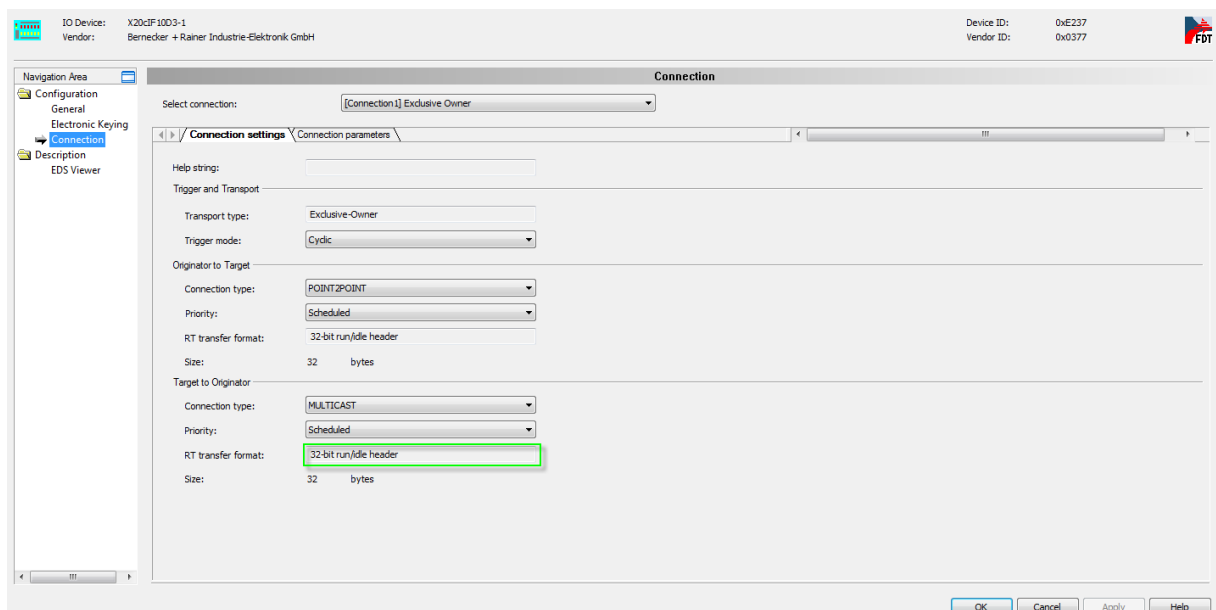 IO Device: X20cIF10D3-1 Device ID: 0xE237
Vendor: Bernecker + Rainer Industrie-Elektronik GmbH Vendor ID: 0x0377
FDT
Navigation Area
Connection
Configuration
General
Electronic Keying
Connection
Description
EDS Viewer
Select connection: [Connection1] Exclusive Owner
Connection settings Connection parameters
Help string:
Trigger and Transport
Transport type: Exclusive-Owner
Trigger mode: Cyclic
Originator to Target
Connection type: POINT2POINT
Priority: Scheduled
RT transfer format: 32-bit run/idle header
Size: 32 bytes
Target to Originator
Connection type: MULTICAST
Priority: Scheduled
RT transfer format: 32-bit run/idle header
Size: 32 bytes
OK Cancel Apply Help